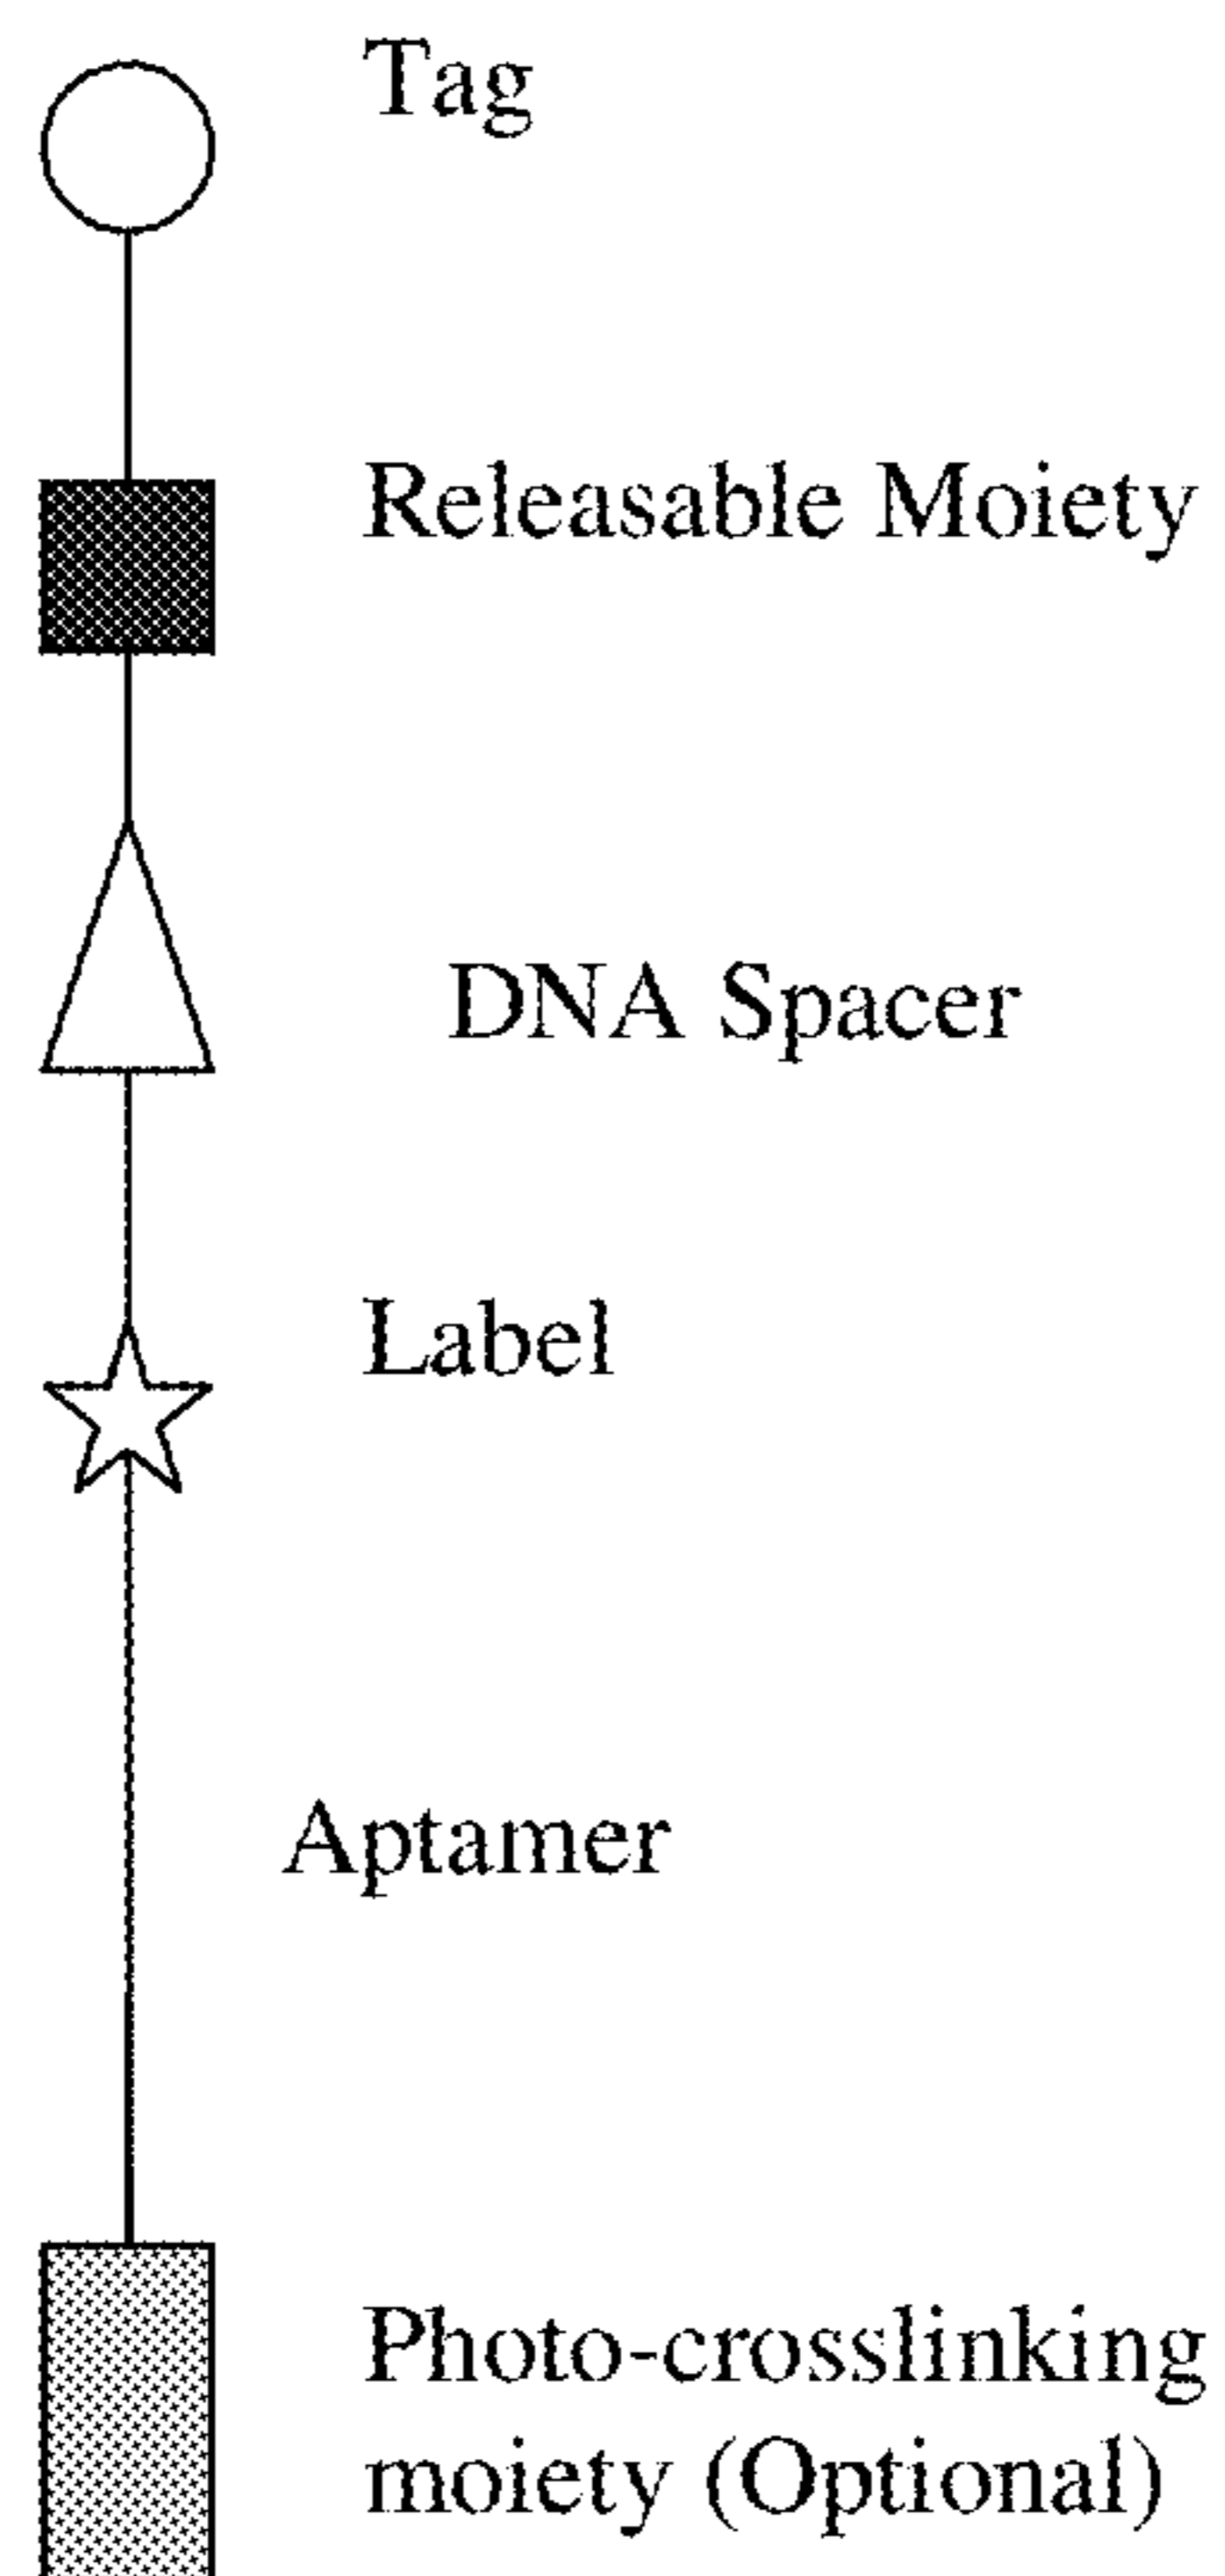 Tag
Releasable Moiety
DNA Spacer
Label
Aptamer
Photo-crosslinking
moiety (Optional)